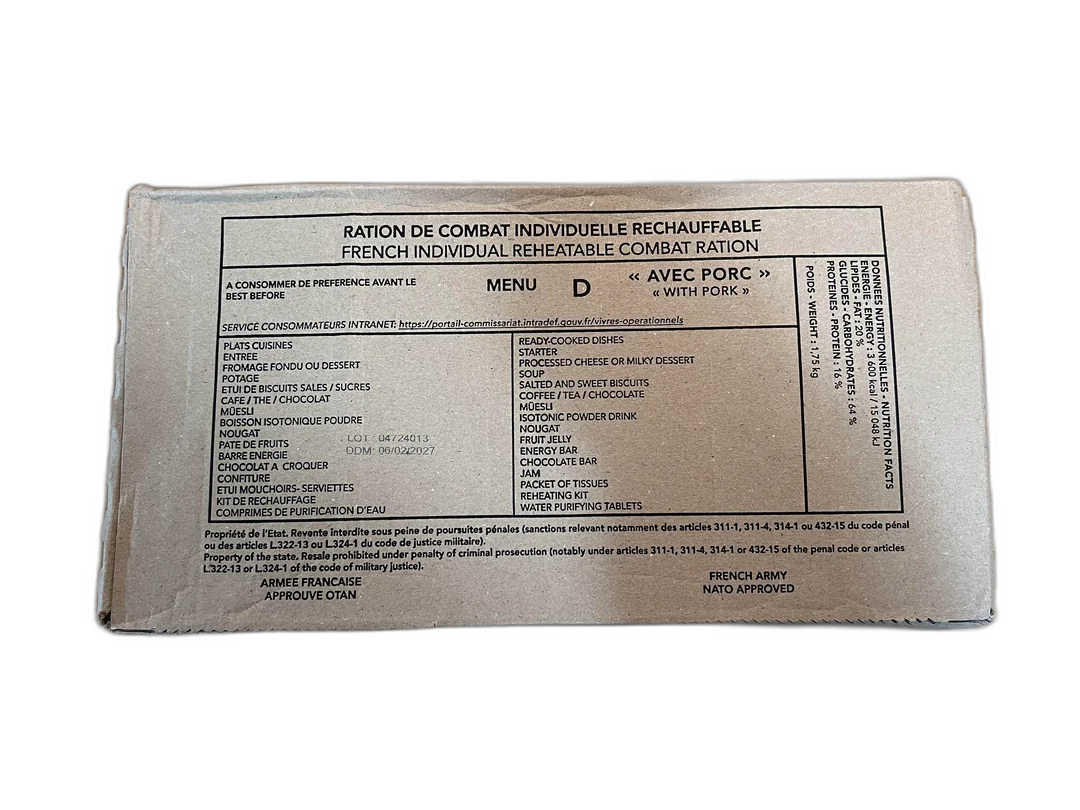 RATION DE COMBAT INDIVIDUELLE RECHAUFFABLE
FRENCH INDIVIDUAL REHEATABLE COMBAT RATION
A CONSOMMER DE PREFERENCE AVANT LE
BEST BEFORE
MENU D
« AVEC PORC »
« WITH PORK »
SERVICE CONSOMMATEURS INTRANET: https://portail-commissariat.intradef.gouv.fr/vivres-operationnels
PLATS CUISINES
ENTREE
FROMAGE FONDU OU DESSERT
POTAGE
ETUI DE BISCUITS SALES / SUCRES
CAFE / THE / CHOCOLAT
MÜESLI
BOISSON ISOTONIQUE POUDRE
NOUGAT
PATE DE FRUITS
BARRE ENERGIE
CHOCOLAT A CROQUER
CONFITURE
ETUI MOUCHOIRS- SERVIETTES
KIT DE RECHAUFFAGE
COMPRIMES DE PURIFICATION D'EAU
LOT : 04724013
DDM: 06/02/2027
READY-COOKED DISHES
STARTER
PROCESSED CHEESE OR MILKY DESSERT
SOUP
SALTED AND SWEET BISCUITS
COFFEE / TEA / CHOCOLATE
MÜESLI
ISOTONIC POWDER DRINK
NOUGAT
FRUIT JELLY
ENERGY BAR
CHOCOLATE BAR
JAM
PACKET OF TISSUES
REHEATING KIT
WATER PURIFYING TABLETS
DONNEES NUTRITIONNELLES - NUTRITION FACTS
ENERGIE - ENERGY : 3 600 kcal / 15 048 kJ
LIPIDES - FAT : 20 %
GLUCIDES - CARBOHYDRATES : 64 %
PROTEINES - PROTEIN : 16 %
POIDS - WEIGHT : 1,75 kg
Propriété de l'Etat. Revente interdite sous peine de poursuites pénales (sanctions relevant notamment des articles 311-1, 311-4, 314-1 ou 432-15 du code pénal
ou des articles L.322-13 ou L.324-1 du code de justice militaire).
Property of the state. Resale prohibited under penalty of criminal prosecution (notably under articles 311-1, 311-4, 314-1 or 432-15 of the penal code or articles
L.322-13 or L.324-1 of the code of military justice).
ARMEE FRANCAISE
APPROUVE OTAN
FRENCH ARMY
NATO APPROVED